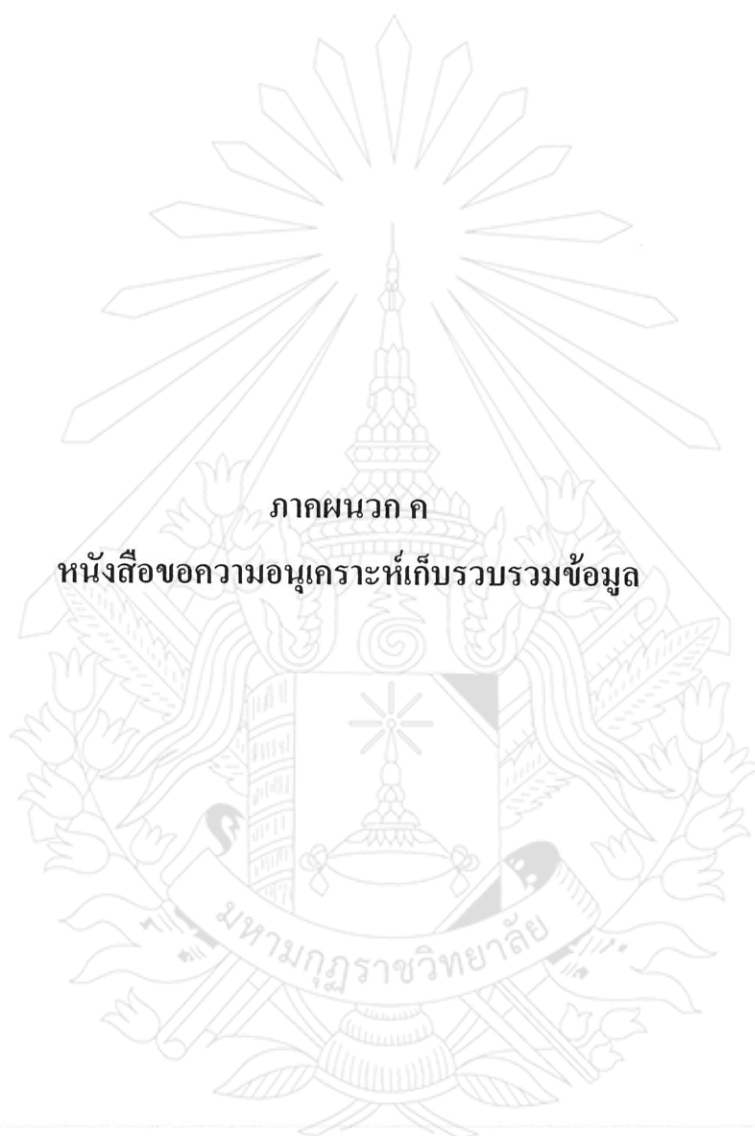 ภาคผนวก ค
หนังสือขอความอนุเคราะห์เก็บรวบรวมข้อมูล
มหามกุฏราชวิทยาลัย